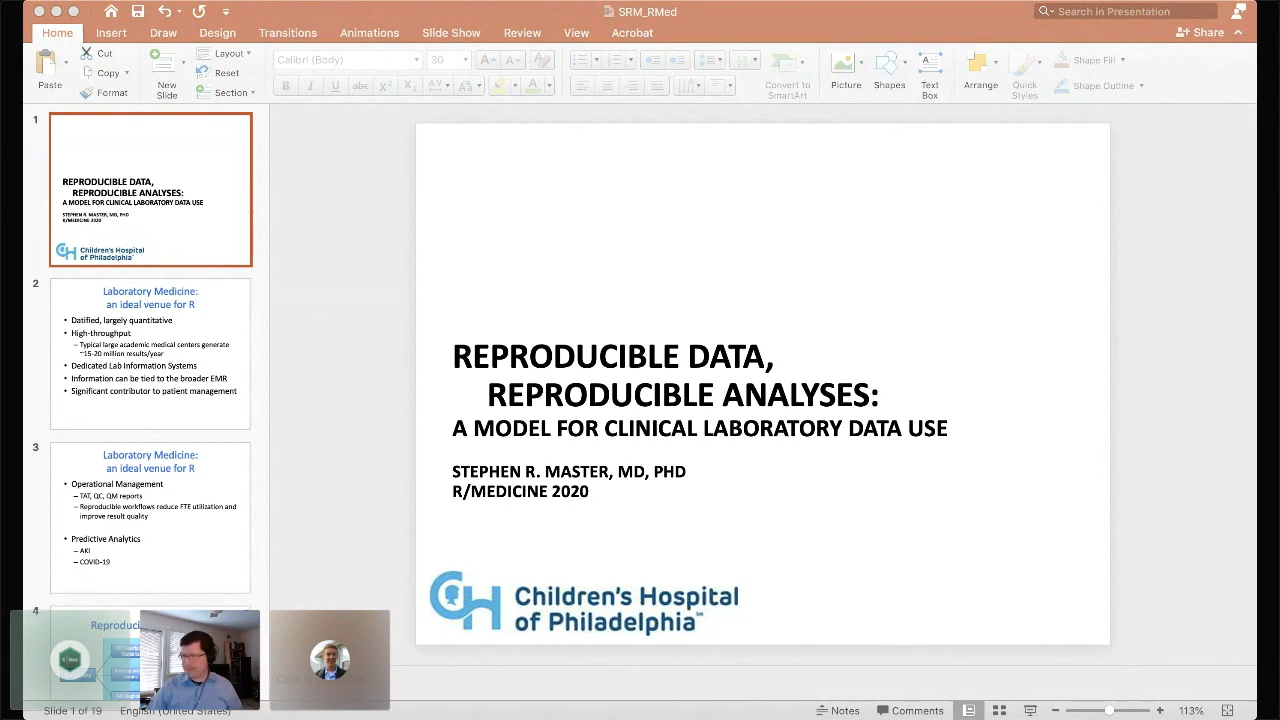 SRM_RMed
Search in Presentation
Home Insert Draw Design Transitions Animations Slide Show Review View Acrobat
Share
Paste
Cut
Copy
Format
New
Slide
Layout
Reset
Section
Calibri (Body) 30
Convert to
SmartArt
Picture
Shapes
Text
Box
Arrange
Quick
Styles
Shape Fill
Shape Outline
1
REPRODUCIBLE DATA,
REPRODUCIBLE ANALYSES:
A MODEL FOR CLINICAL LABORATORY DATA USE
STEPHEN R. MASTER, MD, PHD
R/MEDICINE 2020
Children's Hospital
of Philadelphia
2
Laboratory Medicine:
an ideal venue for R
• Datified, largely quantitative
• High-throughput
– Typical large academic medical centers generate
~15-20 million results/year
• Dedicated Lab Information Systems
• Information can be tied to the broader EMR
• Significant contributor to patient management
3
Laboratory Medicine:
an ideal venue for R
• Operational Management
– TAT, QC, QM reports
– Reproducible workflows reduce FTE utilization and
improve result quality
• Predictive Analytics
– AKI
– COVID-19
4
REPRODUCIBLE DATA,
REPRODUCIBLE ANALYSES:
A MODEL FOR CLINICAL LABORATORY DATA USE
STEPHEN R. MASTER, MD, PHD
R/MEDICINE 2020
Children's Hospital
of Philadelphia℠
Slide 1 of 19 English (United States)
Notes
Comments
113%